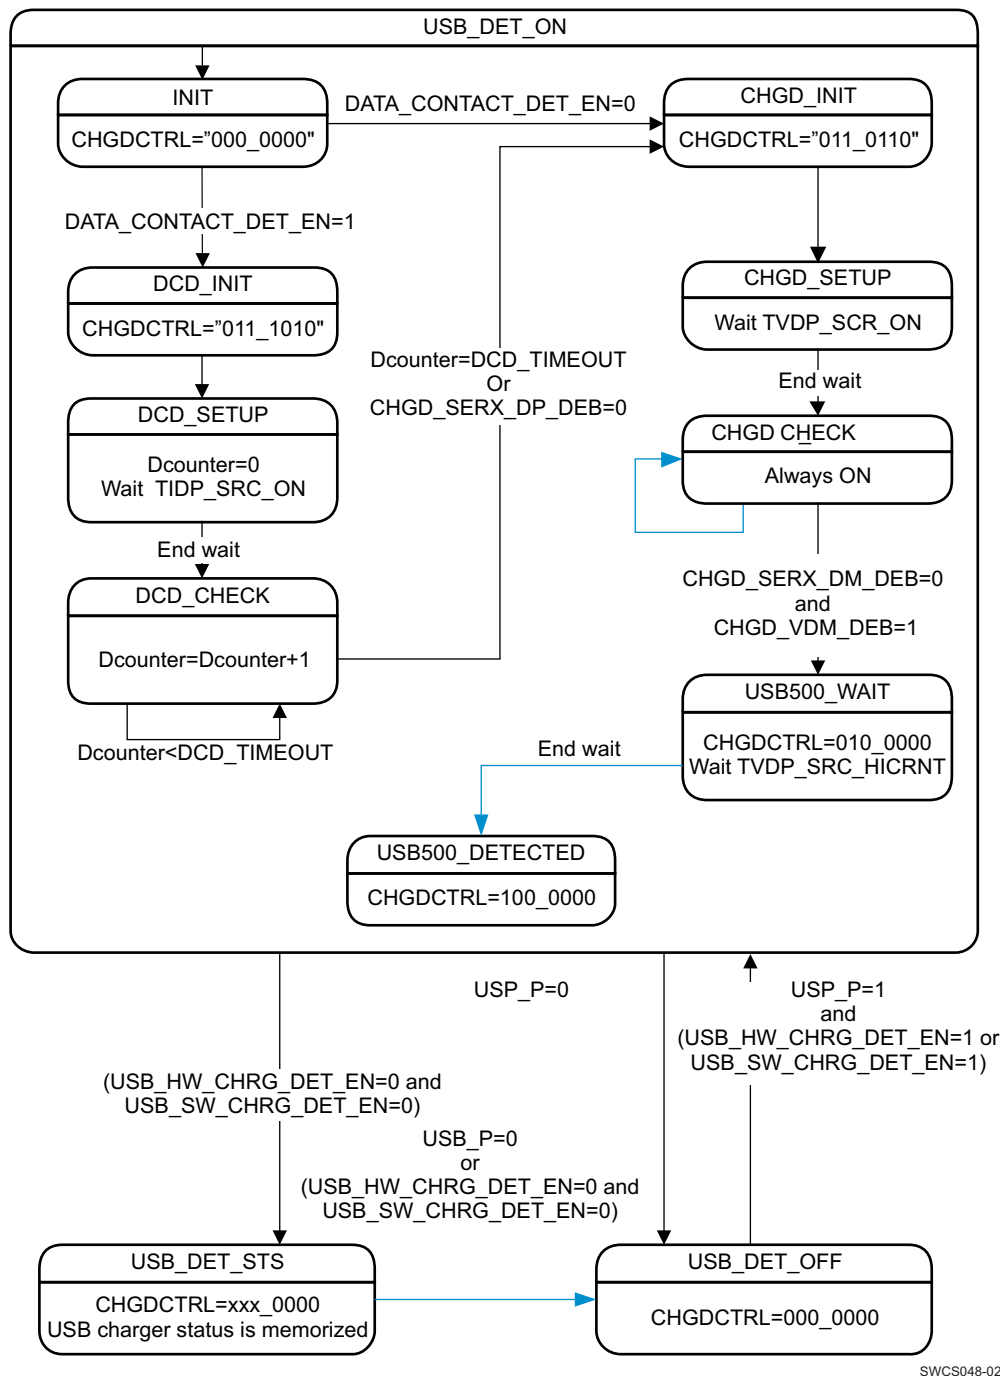 USB_DET_ON
INIT
CHGDCTRL="000_0000"
DATA_CONTACT_DET_EN=0
CHGD_INIT
CHGDCTRL="011_0110"
DATA_CONTACT_DET_EN=1
DCD_INIT
CHGDCTRL="011_1010"
CHGD_SETUP
Wait TVDP_SCR_ON
Dcounter=DCD_TIMEOUT
Or
CHGD_SERX_DP_DEB=0
End wait
DCD_SETUP
Dcounter=0
Wait TIDP_SRC_ON
CHGD CHECK
Always ON
End wait
DCD_CHECK
Dcounter=Dcounter+1
Dcounter<DCD_TIMEOUT
CHGD_SERX_DM_DEB=0
and
CHGD_VDM_DEB=1
USB500_WAIT
CHGDCTRL=010_0000
Wait TVDP_SRC_HICRNT
End wait
USB500_DETECTED
CHGDCTRL=100_0000
USP_P=0
USP_P=1
and
(USB_HW_CHRG_DET_EN=1 or
USB_SW_CHRG_DET_EN=1)
(USB_HW_CHRG_DET_EN=0 and
USB_SW_CHRG_DET_EN=0)
USB_P=0
or
(USB_HW_CHRG_DET_EN=0 and
USB_SW_CHRG_DET_EN=0)
USB_DET_STS
CHGDCTRL=xxx_0000
USB charger status is memorized
USB_DET_OFF
CHGDCTRL=000_0000
SWCS048-02